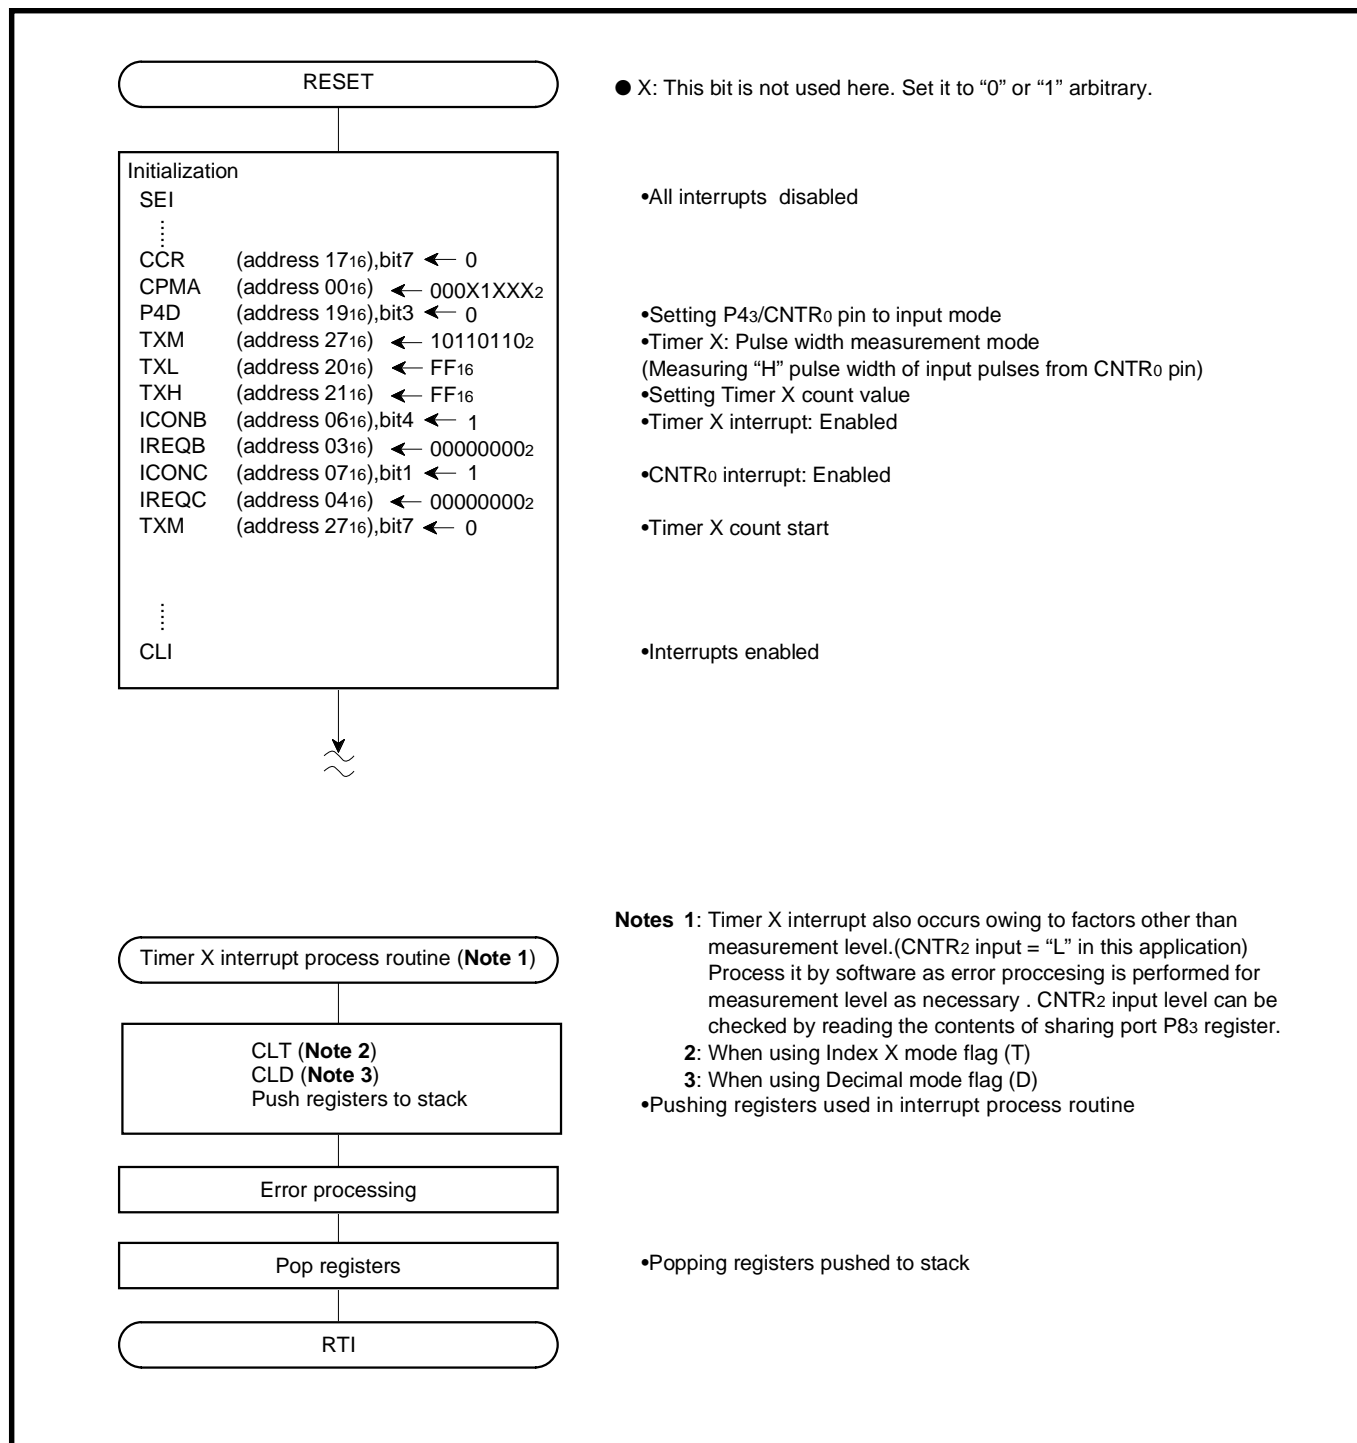 RESET
● X: This bit is not used here. Set it to “0” or “1” arbitrary.
Initialization
SEI •All interrupts disabled
CCR (address 1716),bit7 ← 0
CPMA (address 0016) ← 000X1XXX2
P4D (address 1916),bit3 ← 0 •Setting P43/CNTR0 pin to input mode
TXM (address 2716) ← 101101102 •Timer X: Pulse width measurement mode
TXL (address 2016) ← FF16 (Measuring “H” pulse width of input pulses from CNTR0 pin)
TXH (address 2116) ← FF16 •Setting Timer X count value
ICONB (address 0616),bit4 ← 1 •Timer X interrupt: Enabled
IREQB (address 0316) ← 000000002
ICONC (address 0716),bit1 ← 1 •CNTR0 interrupt: Enabled
IREQC (address 0416) ← 000000002
TXM (address 2716),bit7 ← 0 •Timer X count start
CLI •Interrupts enabled
Timer X interrupt process routine (Note 1)
CLT (Note 2)
CLD (Note 3)
Push registers to stack
Notes 1: Timer X interrupt also occurs owing to factors other than
measurement level.(CNTR2 input = “L” in this application)
Process it by software as error proccesing is performed for
measurement level as necessary . CNTR2 input level can be
checked by reading the contents of sharing port P83 register.
2: When using Index X mode flag (T)
3: When using Decimal mode flag (D)
•Pushing registers used in interrupt process routine
Error processing
Pop registers •Popping registers pushed to stack
RTI